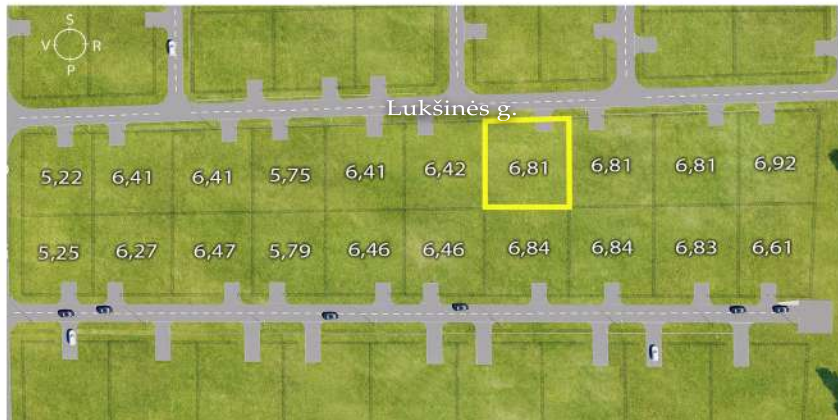 S
V R
P
Lukšinės g.
5,22 6,41 6,41 5,75 6,41 6,42 6,81 6,81 6,81 6,92
5,25 6,27 6,47 5,79 6,46 6,46 6,84 6,84 6,83 6,61